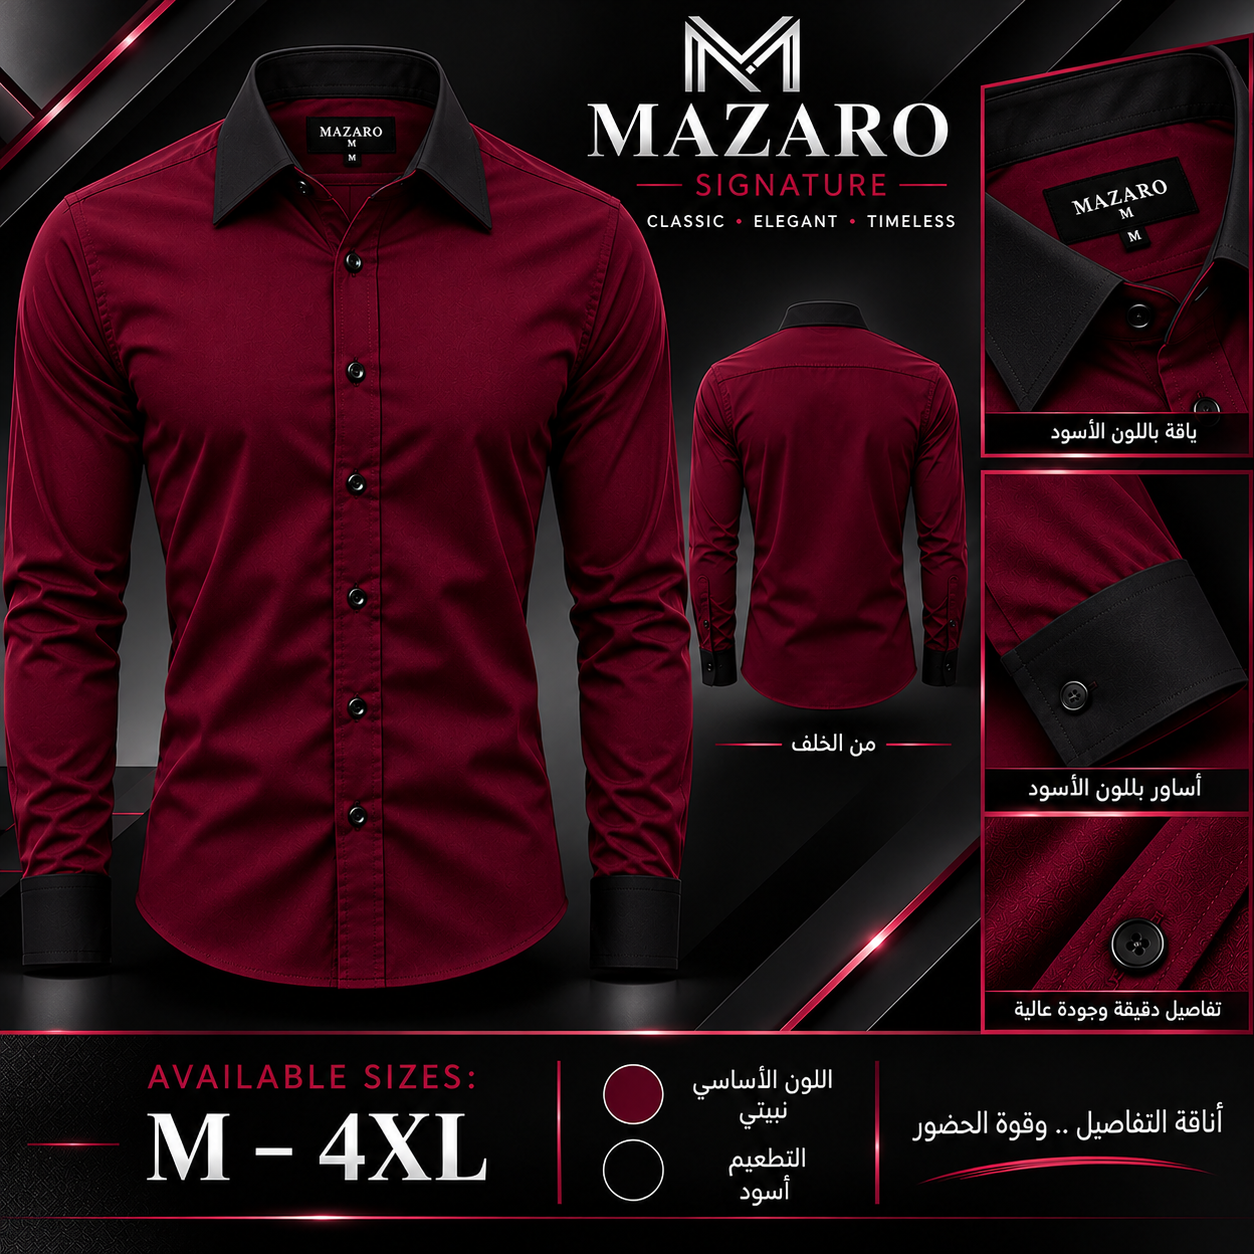 MAZARO
M
M
M
MAZARO
SIGNATURE
CLASSIC • ELEGANT • TIMELESS
MAZARO
M
M
ياقة باللون الأسود
من الخلف
أساور بللون الأسود
تفاصيل دقيقة وجودة عالية
AVAILABLE SIZES:
M – 4XL
اللون الأساسي
نبيتي
التطعيم
أسود
أناقة التفاصيل .. وقوة الحضور